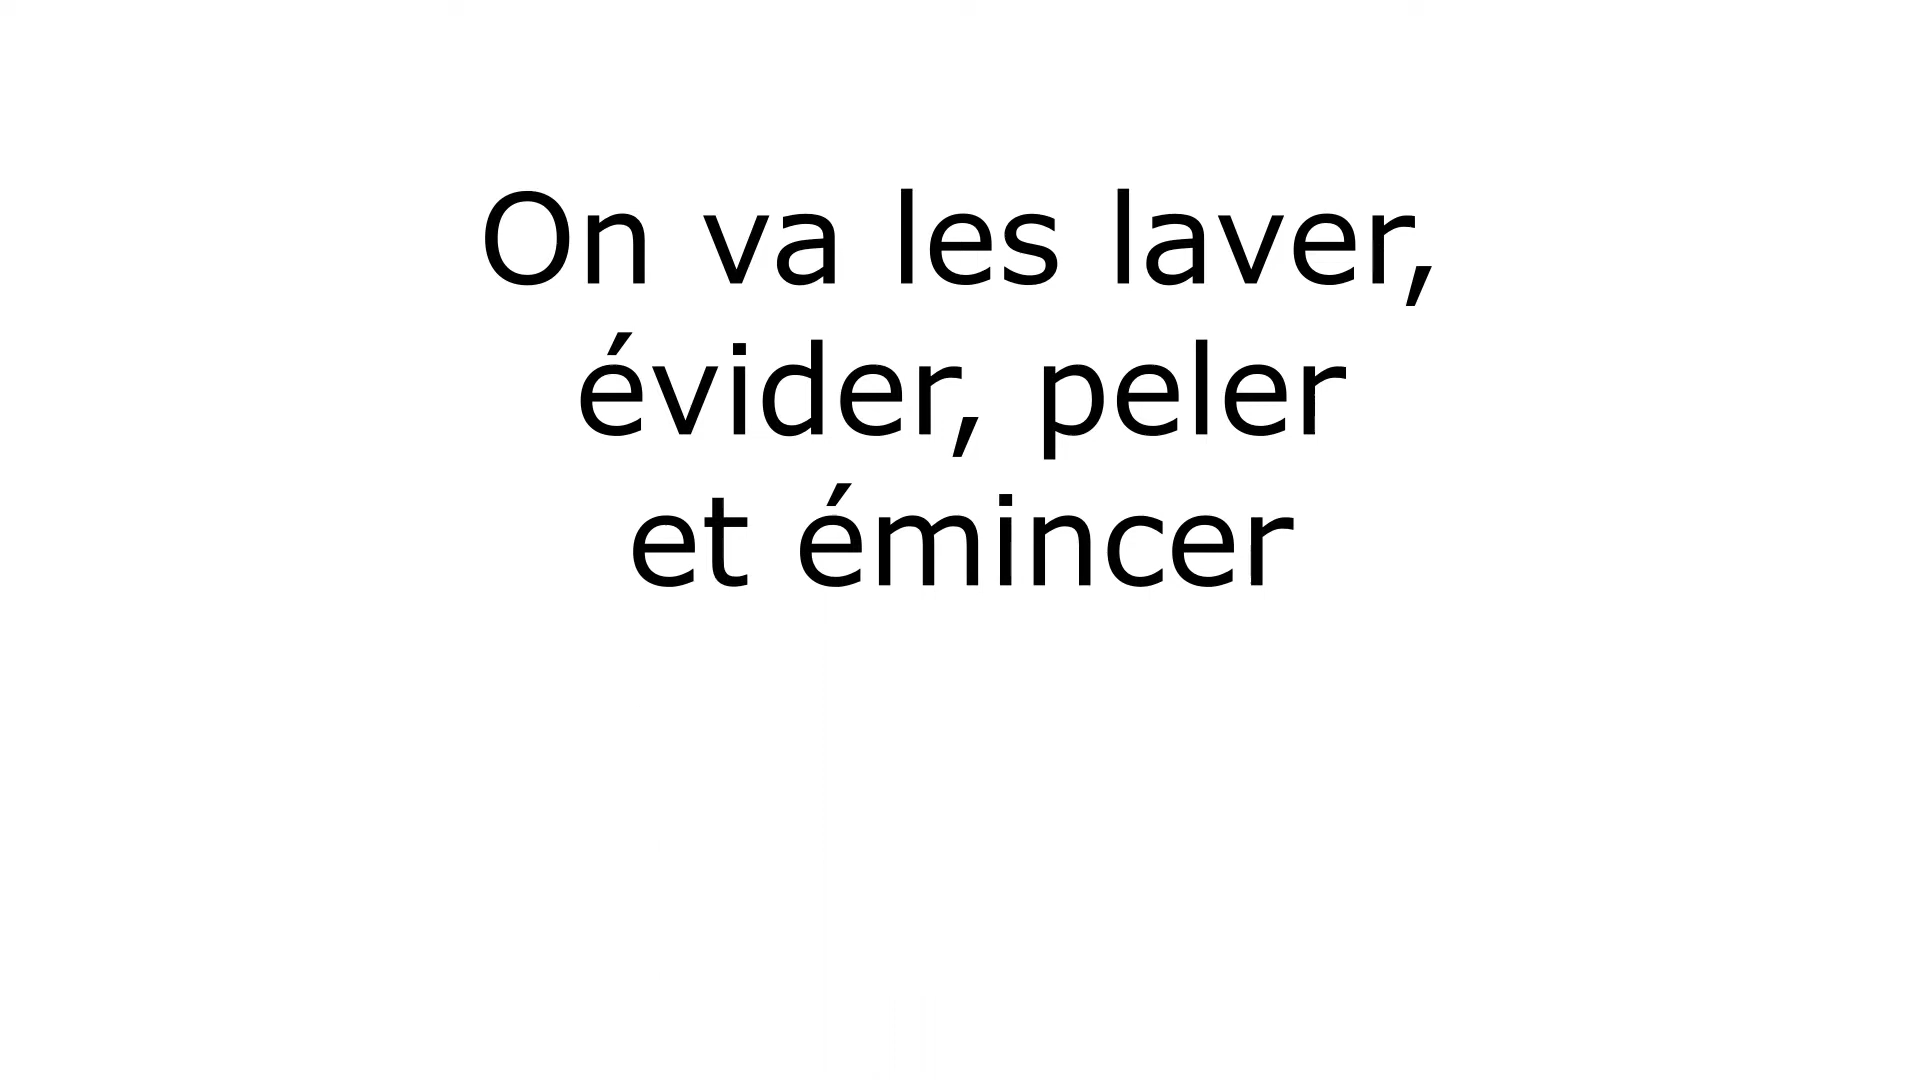 On va les laver,
évider, peler
et émincer